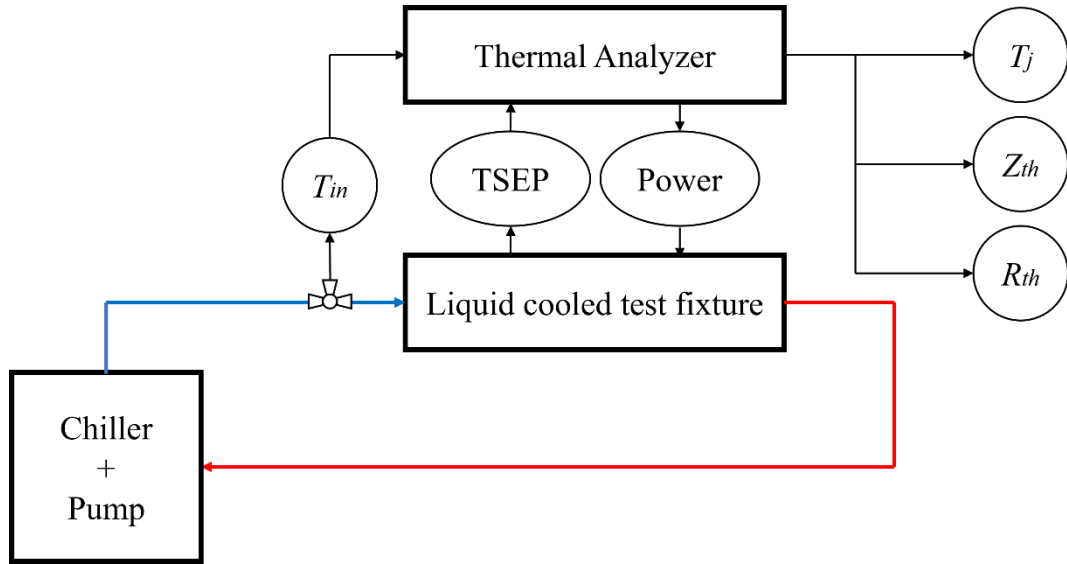 Thermal Analyzer
Tj
Tin
TSEP
Power
Zth
Rth
Liquid cooled test fixture
Chiller
+
Pump